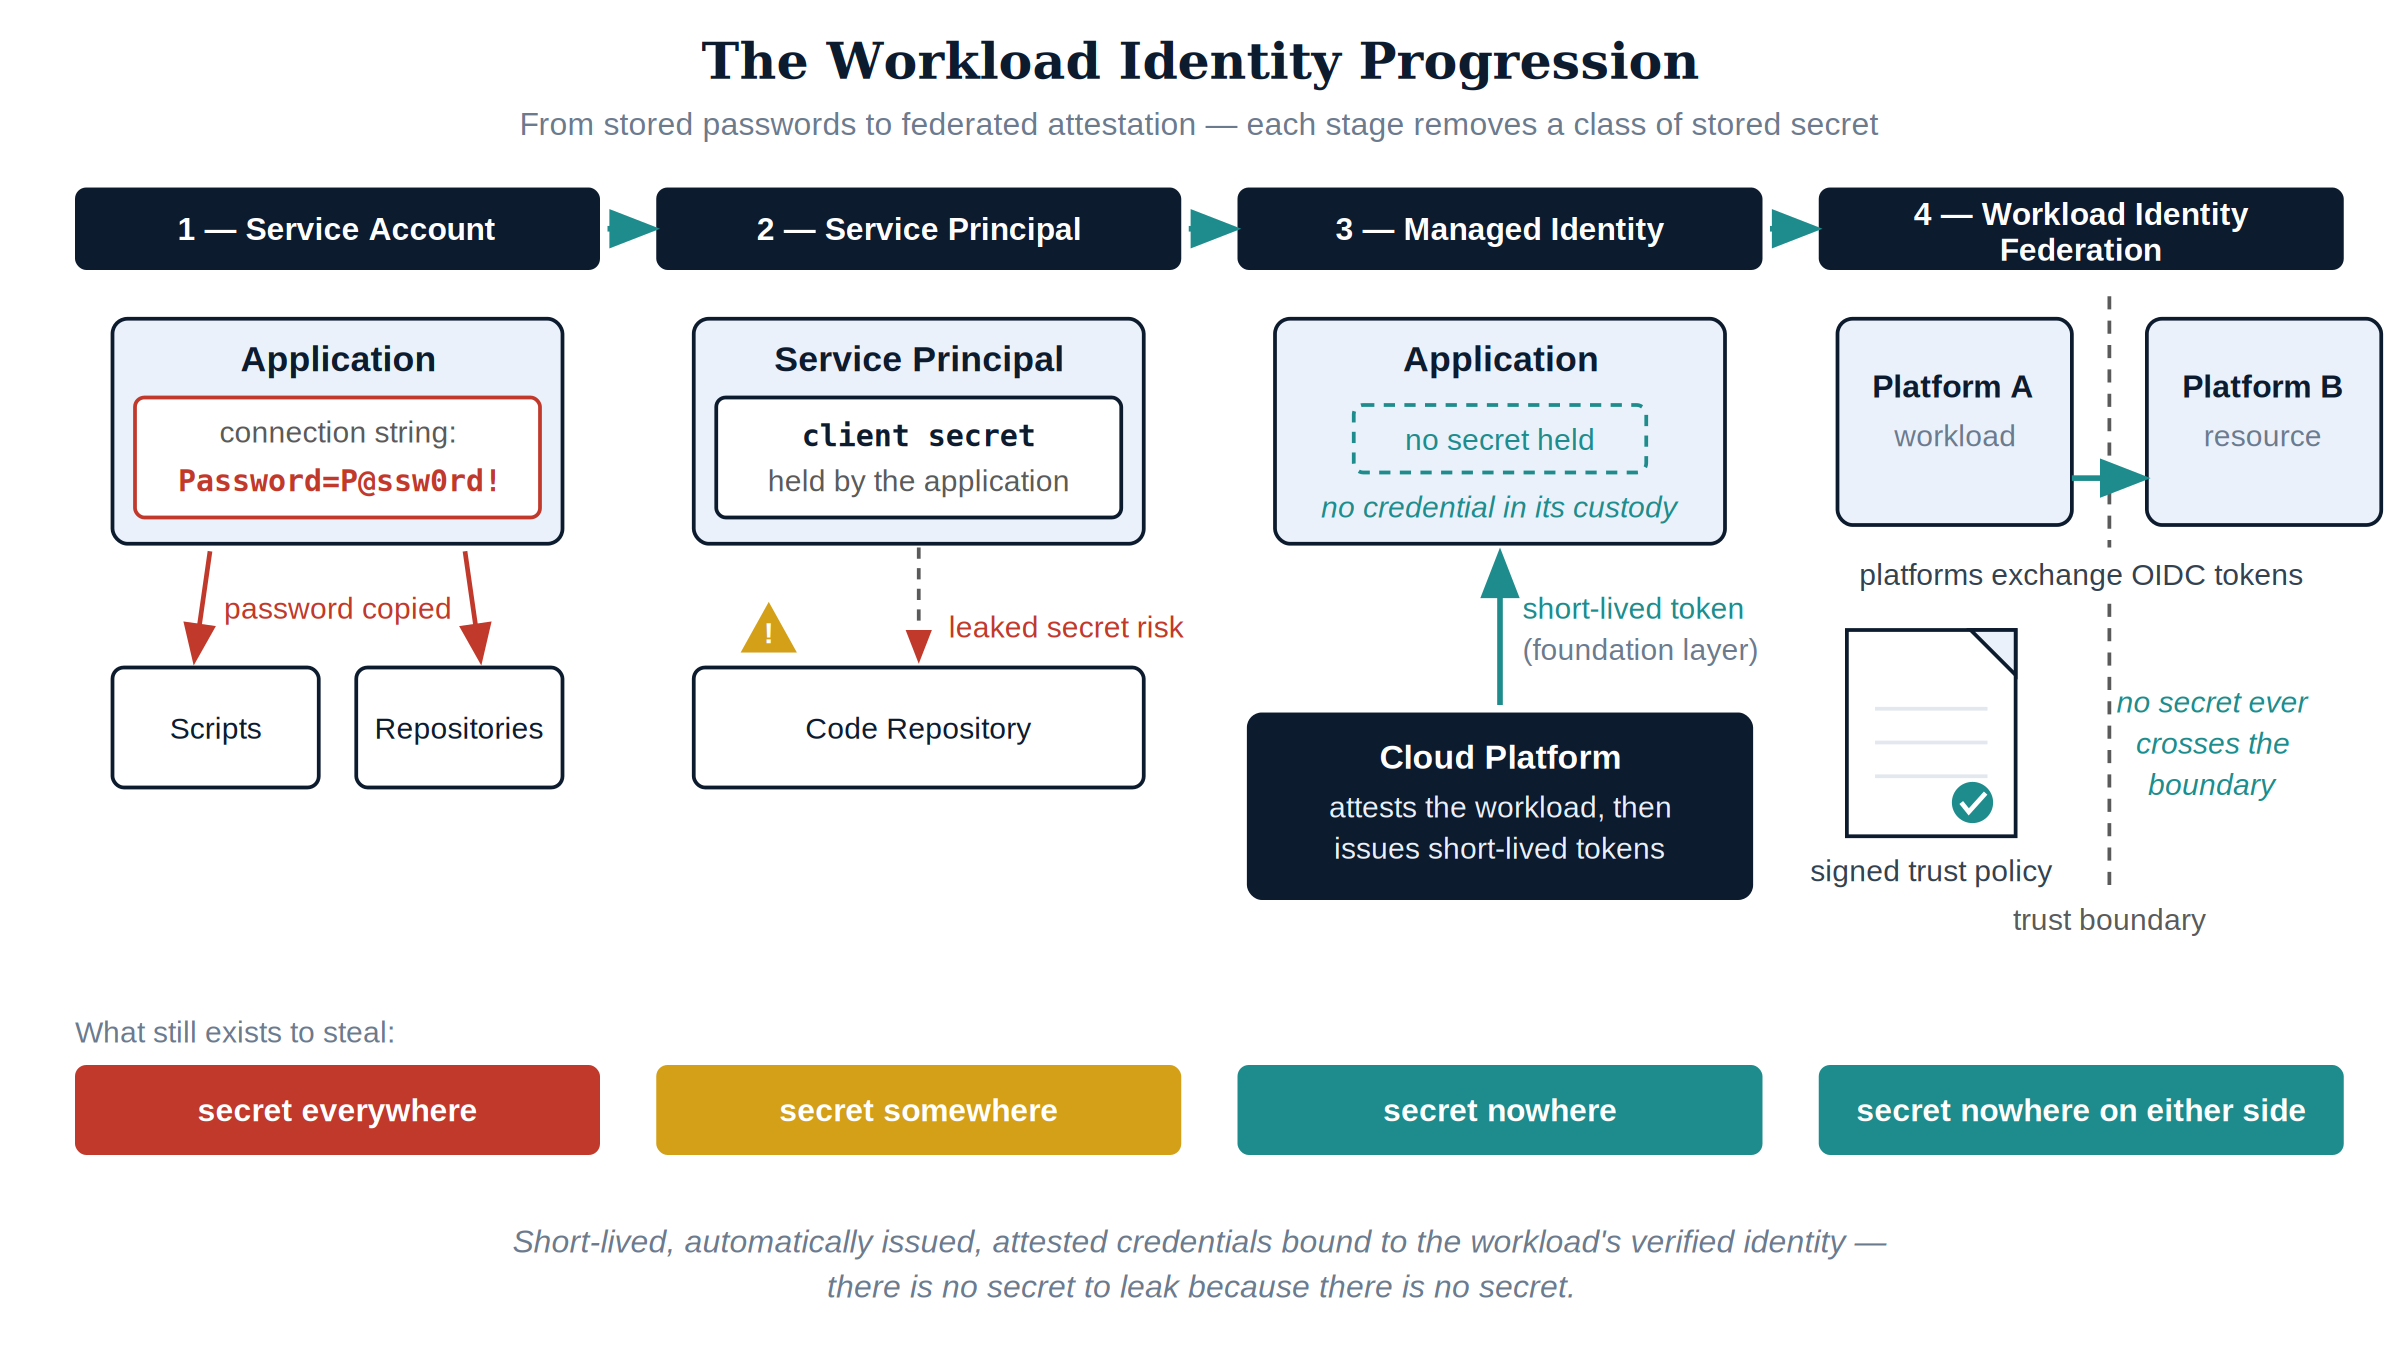 The Workload Identity Progression
From stored passwords to federated attestation — each stage removes a class of stored secret
1 — Service Account
2 — Service Principal
3 — Managed Identity
4 — Workload Identity
Federation
Application
connection string:
Password=P@ssw0rd!
password copied
Scripts
Repositories
Service Principal
client secret
held by the application
!
leaked secret risk
Code Repository
Application
no secret held
no credential in its custody
short-lived token
(foundation layer)
Cloud Platform
attests the workload, then
issues short-lived tokens
Platform A
workload
Platform B
resource
platforms exchange OIDC tokens
no secret ever
crosses the
boundary
signed trust policy
trust boundary
What still exists to steal:
secret everywhere
secret somewhere
secret nowhere
secret nowhere on either side
Short-lived, automatically issued, attested credentials bound to the workload's verified identity —
there is no secret to leak because there is no secret.